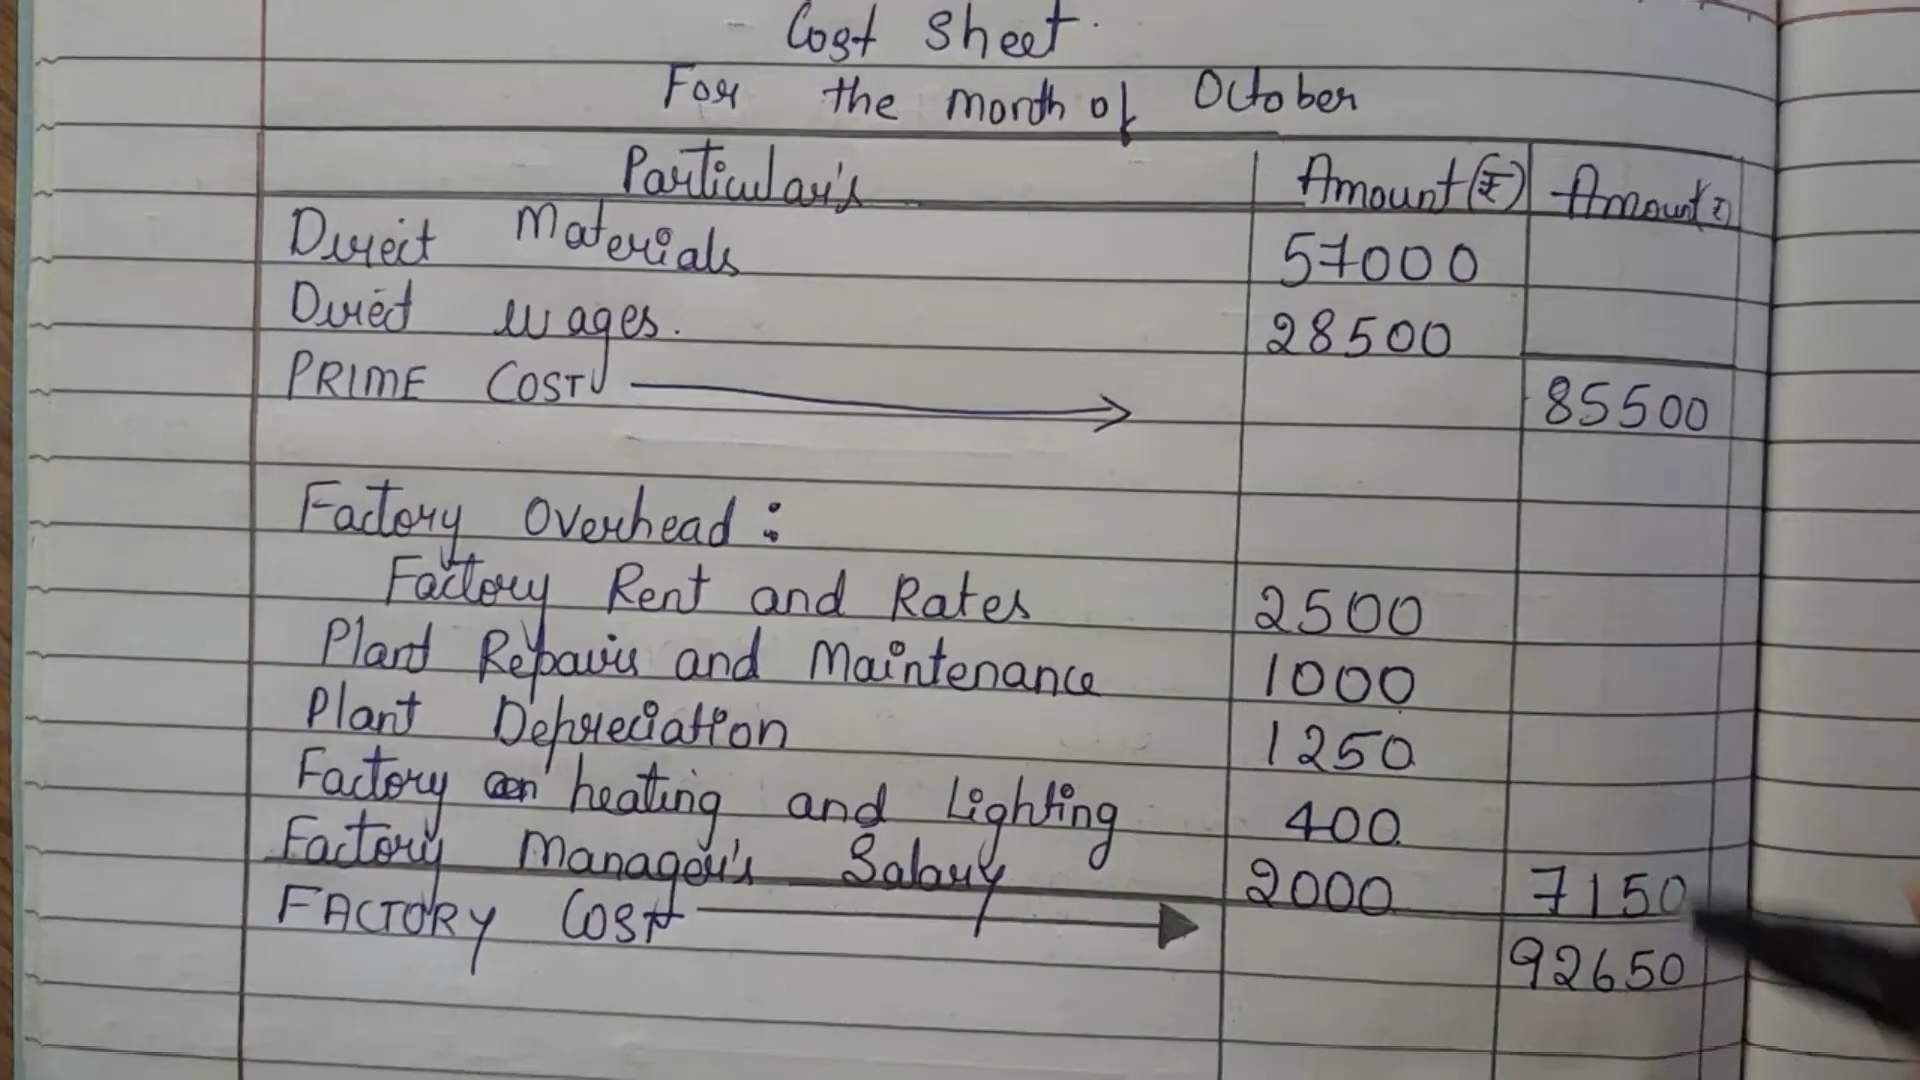 Cost Sheet
For the month of October
Particular's Amount (₹) Amount ₹)
Direct Materials 57000
Direct wages. 28500
PRIME COST 85500
Factory Overhead :
Factory Rent and Rates 2500
Plant Repairs and Maintenance 1000
Plant Depreciation 1250
Factory heating and Lighting 400
Factory Manager's Salary 2000 7150
FACTORY COST 92650